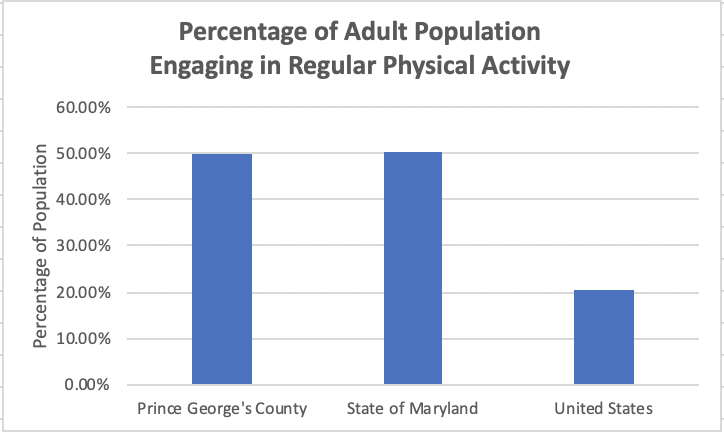 Percentage of Adult Population
Engaging in Regular Physical Activity
Percentage of Population
60.00%
50.00%
40.00%
30.00%
20.00%
10.00%
0.00%
Prince George's County
State of Maryland
United States